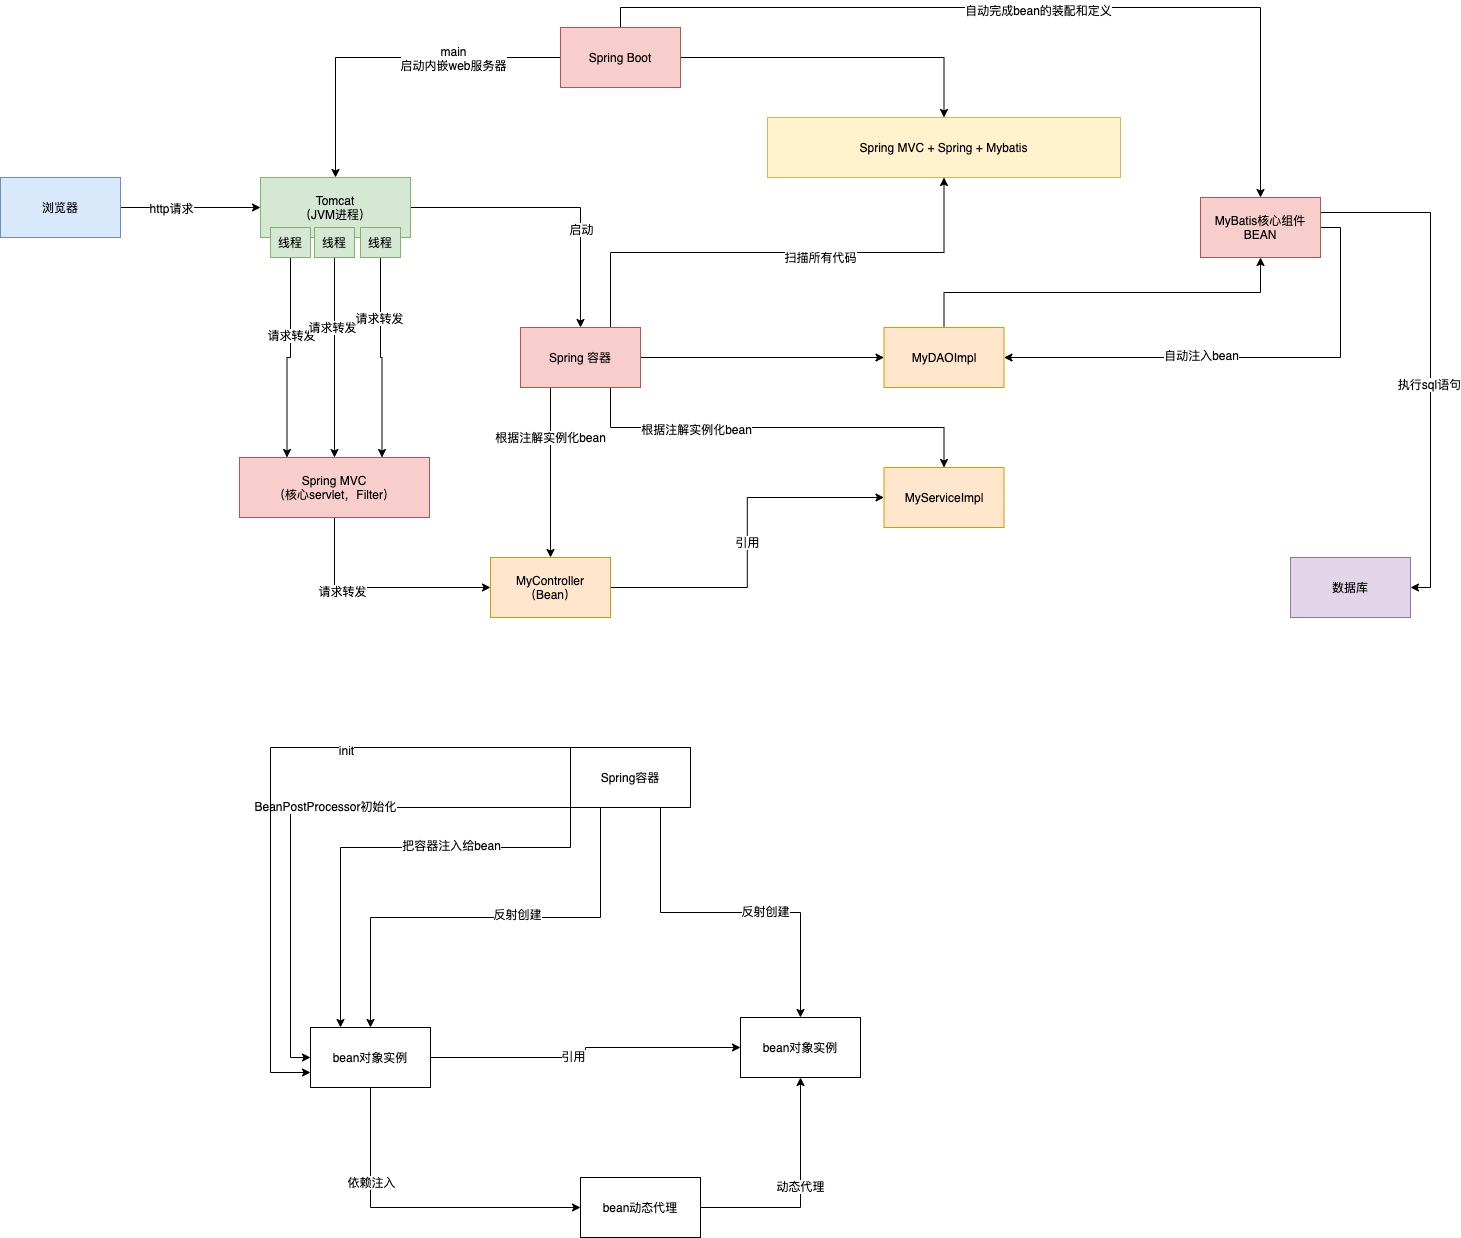 自动完成bean的装配和定义
main
启动内嵌web服务器
Spring Boot
Spring MVC + Spring + Mybatis
浏览器
http请求
Tomcat
（JVM进程）
线程
线程
线程
启动
MyBatis核心组件
BEAN
扫描所有代码
请求转发
请求转发
请求转发
Spring 容器
MyDAOImpl
自动注入bean
执行sql语句
根据注解实例化bean
根据注解实例化bean
Spring MVC
（核心servlet，Filter）
MyServiceImpl
引用
请求转发
MyController
（Bean）
数据库
init
Spring容器
BeanPostProcessor初始化
把容器注入给bean
反射创建
反射创建
bean对象实例
引用
bean对象实例
依赖注入
动态代理
bean动态代理